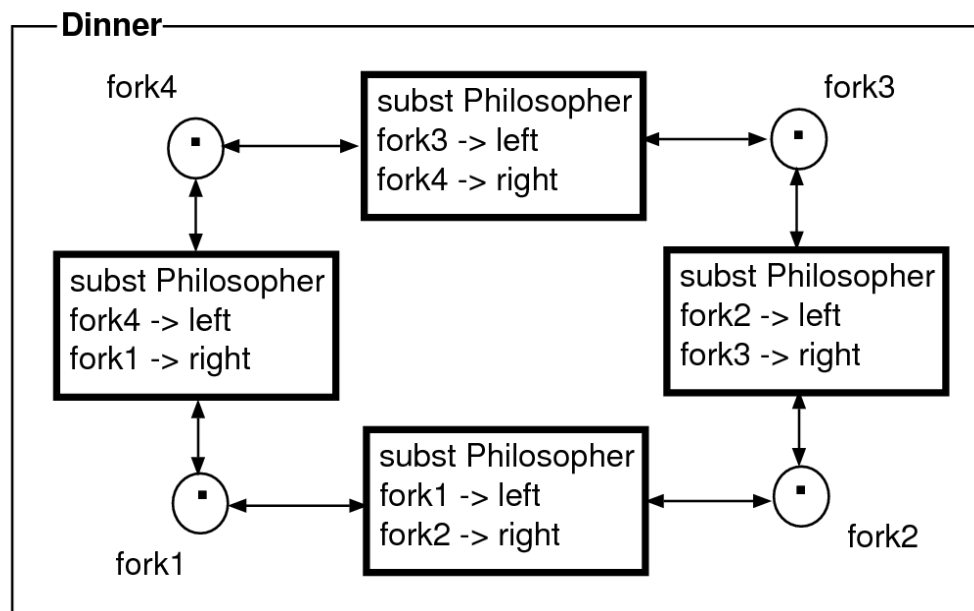 Dinner
fork4
fork3
subst Philosopher
fork3 -> left
fork4 -> right
subst Philosopher
fork4 -> left
fork1 -> right
subst Philosopher
fork2 -> left
fork3 -> right
subst Philosopher
fork1 -> left
fork2 -> right
fork1
fork2